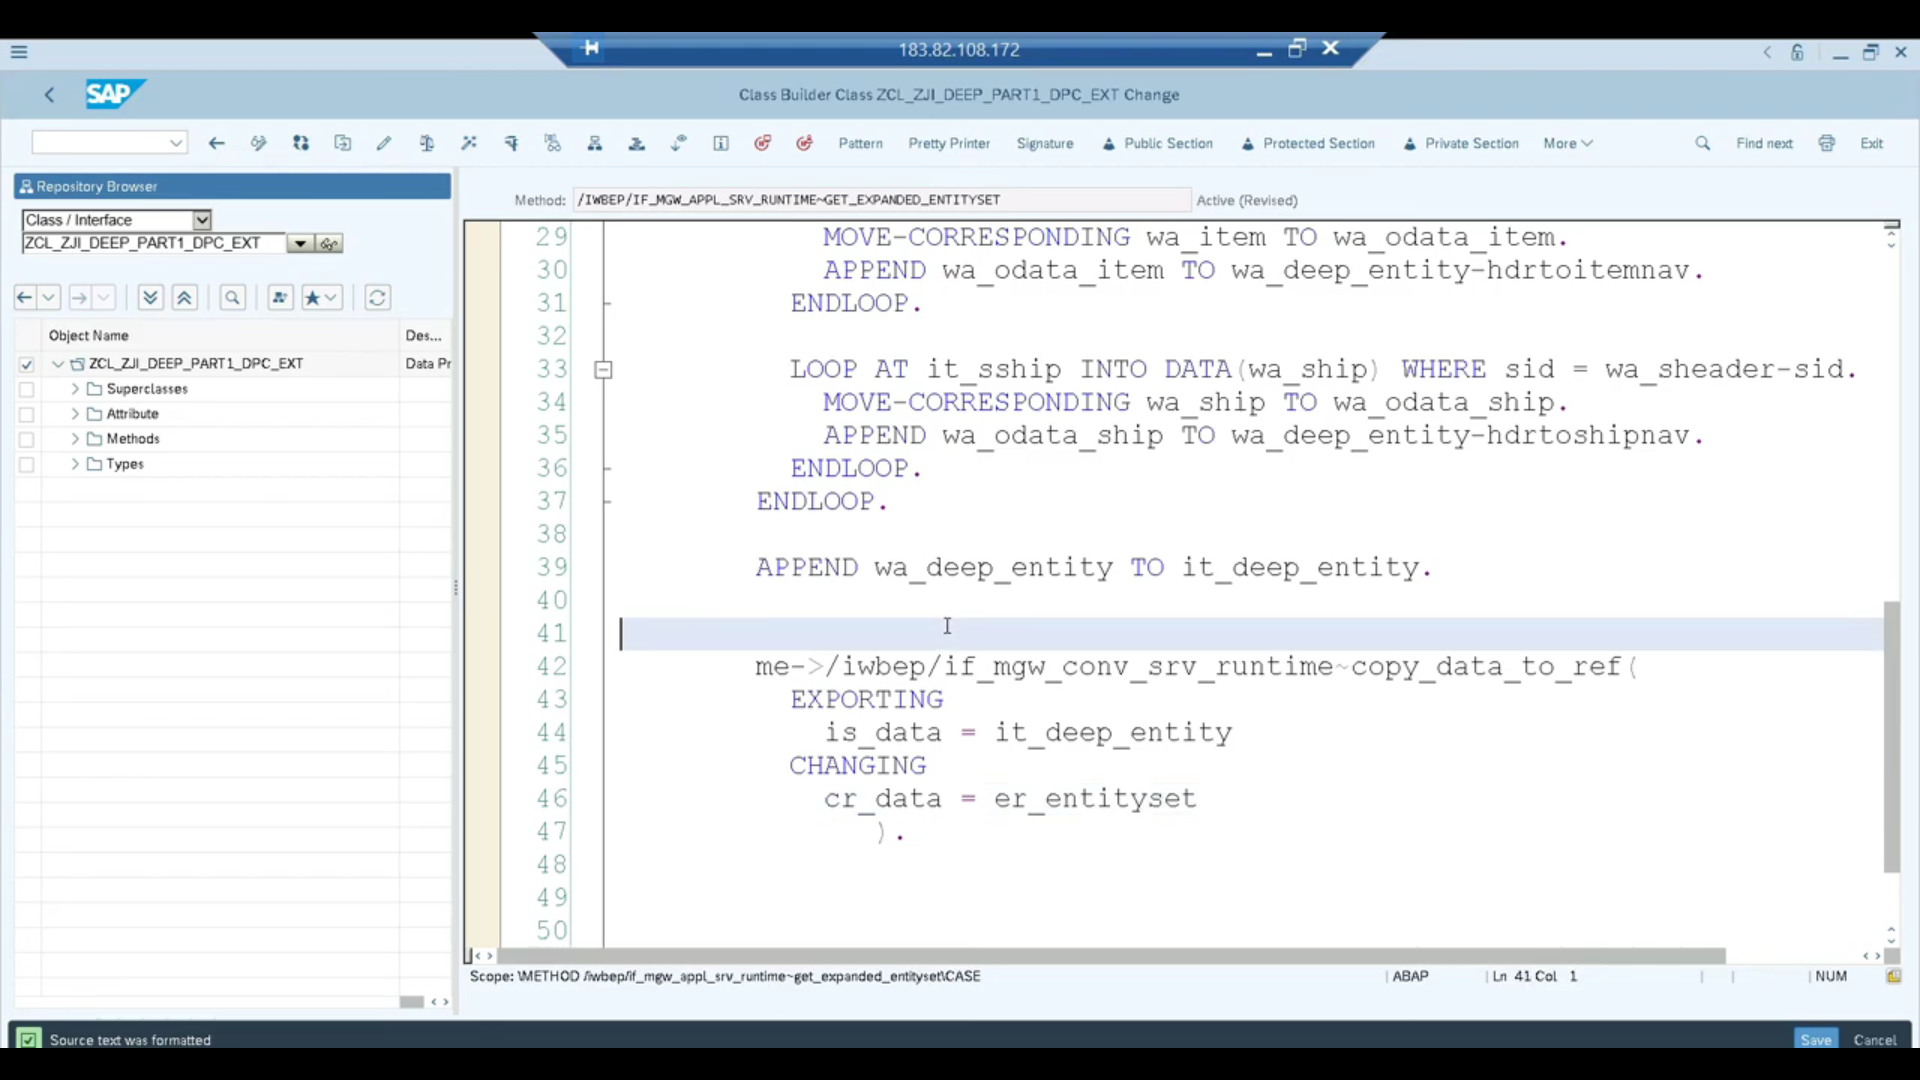 183.82.108.172
SAP
Class Builder Class ZCL_ZJI_DEEP_PART1_DPC_EXT Change
Pattern Pretty Printer Signature Public Section Protected Section Private Section More Find next Exit
Repository Browser
Class / Interface
ZCL_ZJI_DEEP_PART1_DPC_EXT
Object Name Des...
ZCL_ZJI_DEEP_PART1_DPC_EXT Data Pr
Superclasses
Attribute
Methods
Types
Method: /IWBEP/IF_MGW_APPL_SRV_RUNTIME~GET_EXPANDED_ENTITYSET Active (Revised)
29 MOVE-CORRESPONDING wa_item TO wa_odata_item.
30 APPEND wa_odata_item TO wa_deep_entity-hdrtoitemnav.
31 ENDLOOP.
32
33 LOOP AT it_sship INTO DATA(wa_ship) WHERE sid = wa_sheader-sid.
34 MOVE-CORRESPONDING wa_ship TO wa_odata_ship.
35 APPEND wa_odata_ship TO wa_deep_entity-hdrtoshipnav.
36 ENDLOOP.
37 ENDLOOP.
38
39 APPEND wa_deep_entity TO it_deep_entity.
40
41
42 me->/iwbep/if_mgw_conv_srv_runtime~copy_data_to_ref(
43 EXPORTING
44 is_data = it_deep_entity
45 CHANGING
46 cr_data = er_entityset
47 ).
48
49
50
Scope: \METHOD /iwbep/if_mgw_appl_srv_runtime~get_expanded_entityset\CASE ABAP Ln 41 Col 1 NUM
Source text was formatted Save Cancel